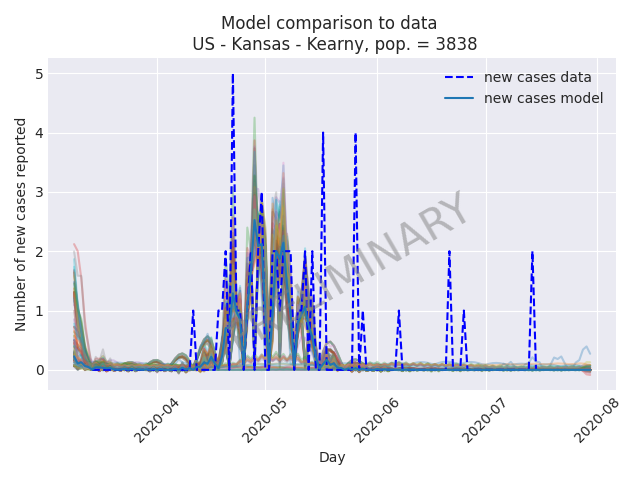 Model comparison to data
US - Kansas - Kearny, pop. = 3838
Number of new cases reported
5
4
3
2
1
0
new cases data
new cases model
2020-04
2020-05
2020-06
2020-07
2020-08
Day